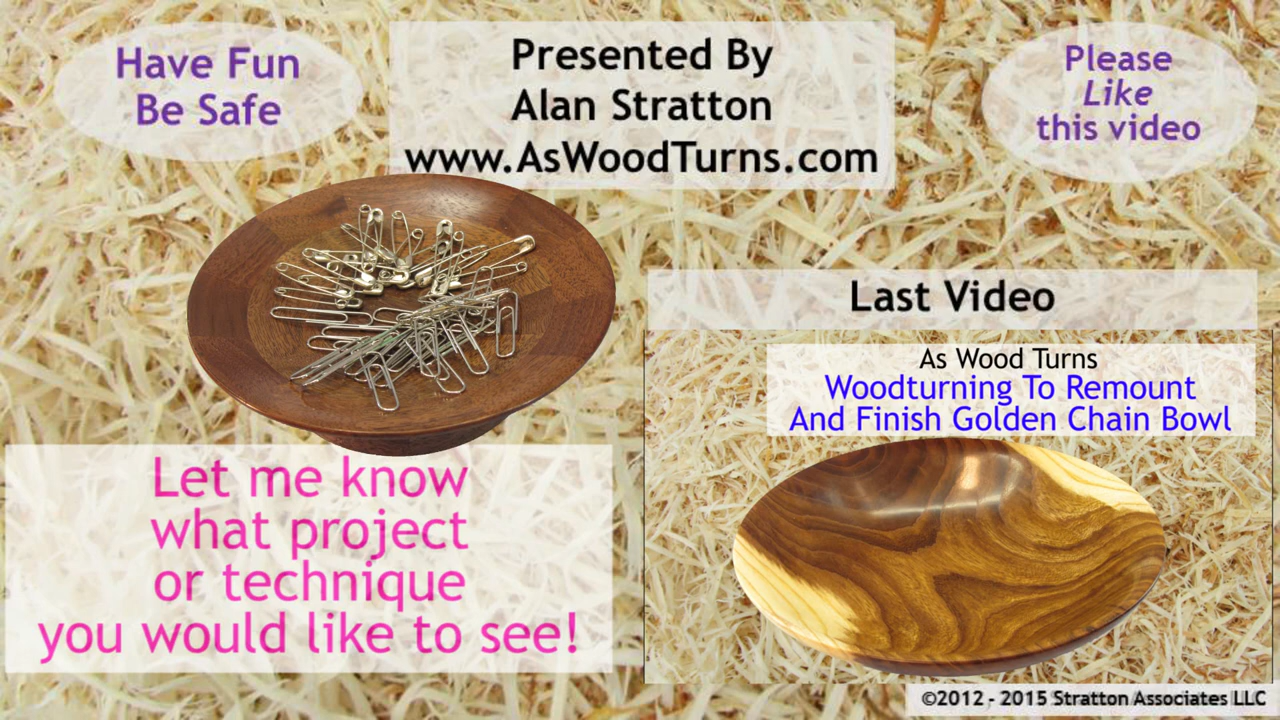 Have Fun
Be Safe
Presented By
Alan Stratton
www.AsWoodTurns.com
Please
Like
this video
Last Video
As Wood Turns
Woodturning To Remount
And Finish Golden Chain Bowl
Let me know
what project
or technique
you would like to see!
©2012 - 2015 Stratton Associates LLC